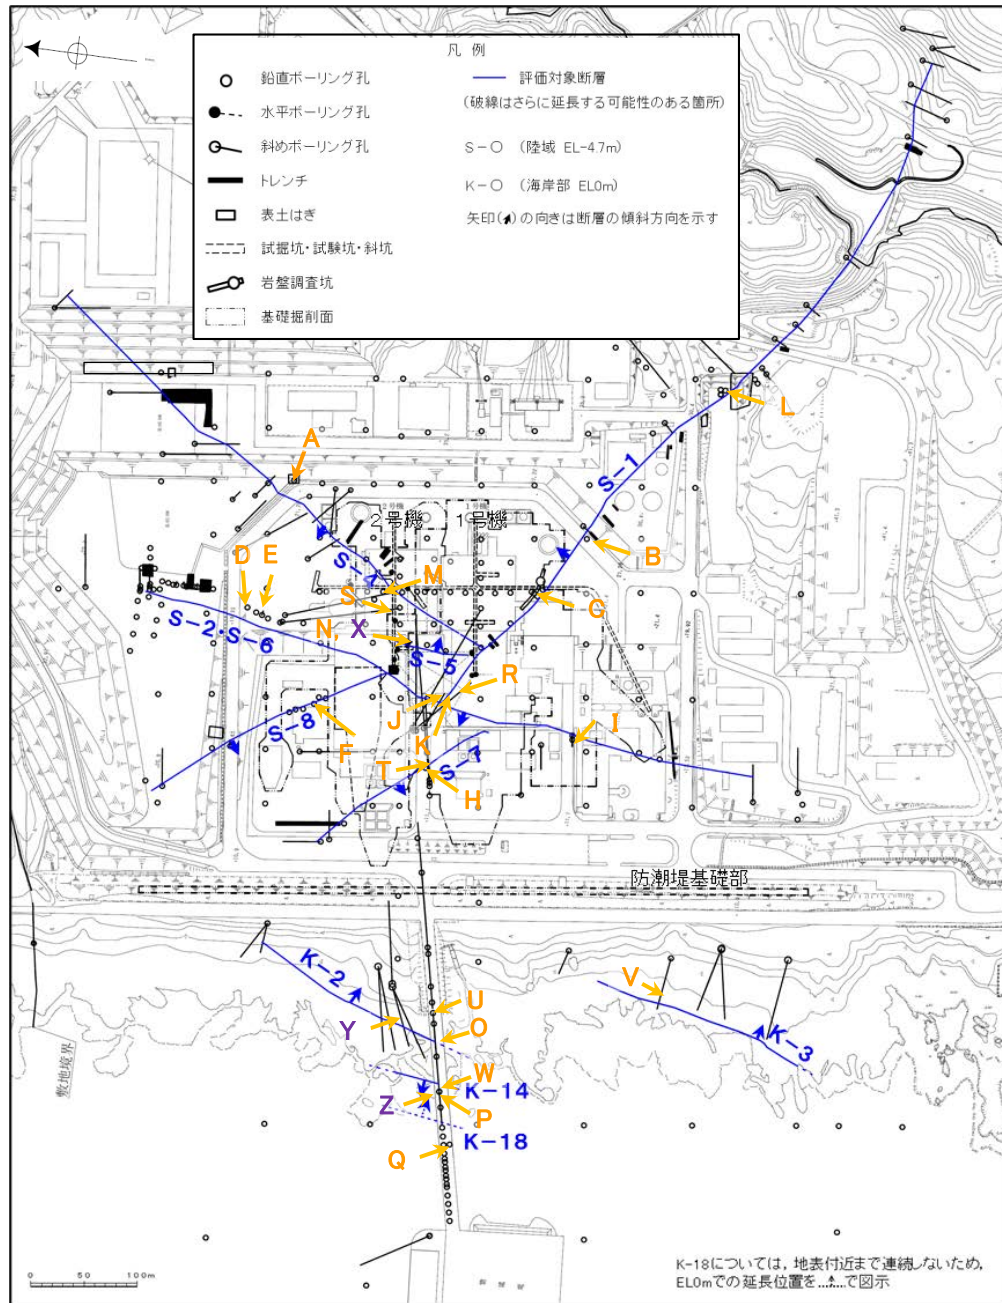 凡 例
鉛直ボーリング孔
水平ボーリング孔
斜めボーリング孔
トレンチ
表土はぎ
試掘坑・試験坑・斜坑
岩盤調査坑
基礎掘削面
評価対象断層
(破線はさらに延長する可能性のある箇所)
S-○ (陸域 EL-4.7m)
K-○ (海岸部 EL0m)
矢印( )の向きは断層の傾斜方向を示す
L
A
S-1
2号機
1号機
B
D
E
S-4
M
S
G
N,
X
S-2・S-6
S-5
R
J
K
S-8
F
I
T
S-7
H
防潮堤基礎部
K-2
V
U
Y
O
K-3
敷地境界
W
K-14
Z
P
K-18
Q
K-18については,地表付近まで連続しないため,
EL0mでの延長位置を
で図示
0 50 100m